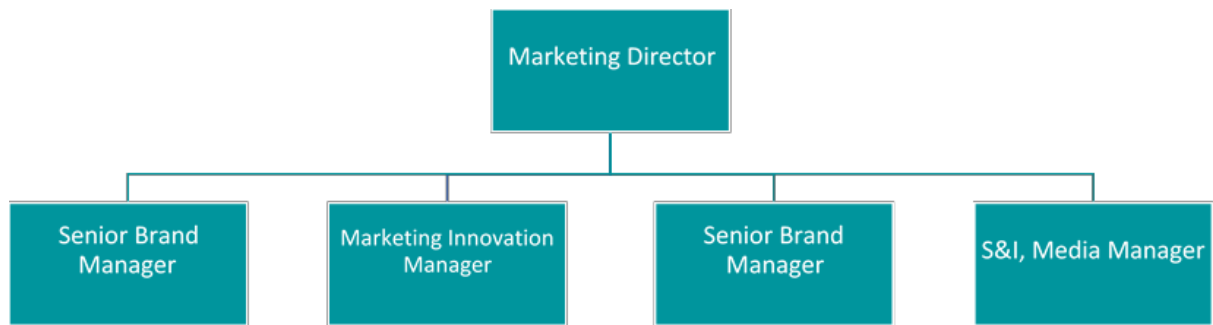 Marketing Director
Senior Brand
Manager
Marketing Innovation
Manager
Senior Brand
Manager
S&I, Media Manager